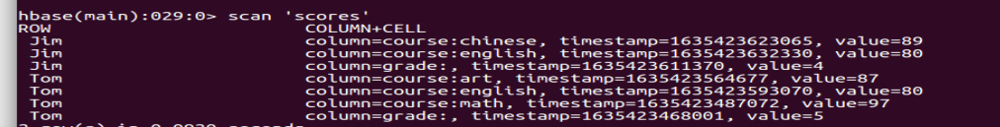 hbase(main):029:0> scan 'scores'
ROW COLUMN+CELL
Jim column=course:chinese, timestamp=1635423623065, value=89
Jim column=course:english, timestamp=1635423632330, value=80
Jim column=grade:, timestamp=1635423611370, value=4
Tom column=course:art, timestamp=1635423564677, value=87
Tom column=course:english, timestamp=1635423593070, value=80
Tom column=course:math, timestamp=1635423487072, value=97
Tom column=grade:, timestamp=1635423468001, value=5